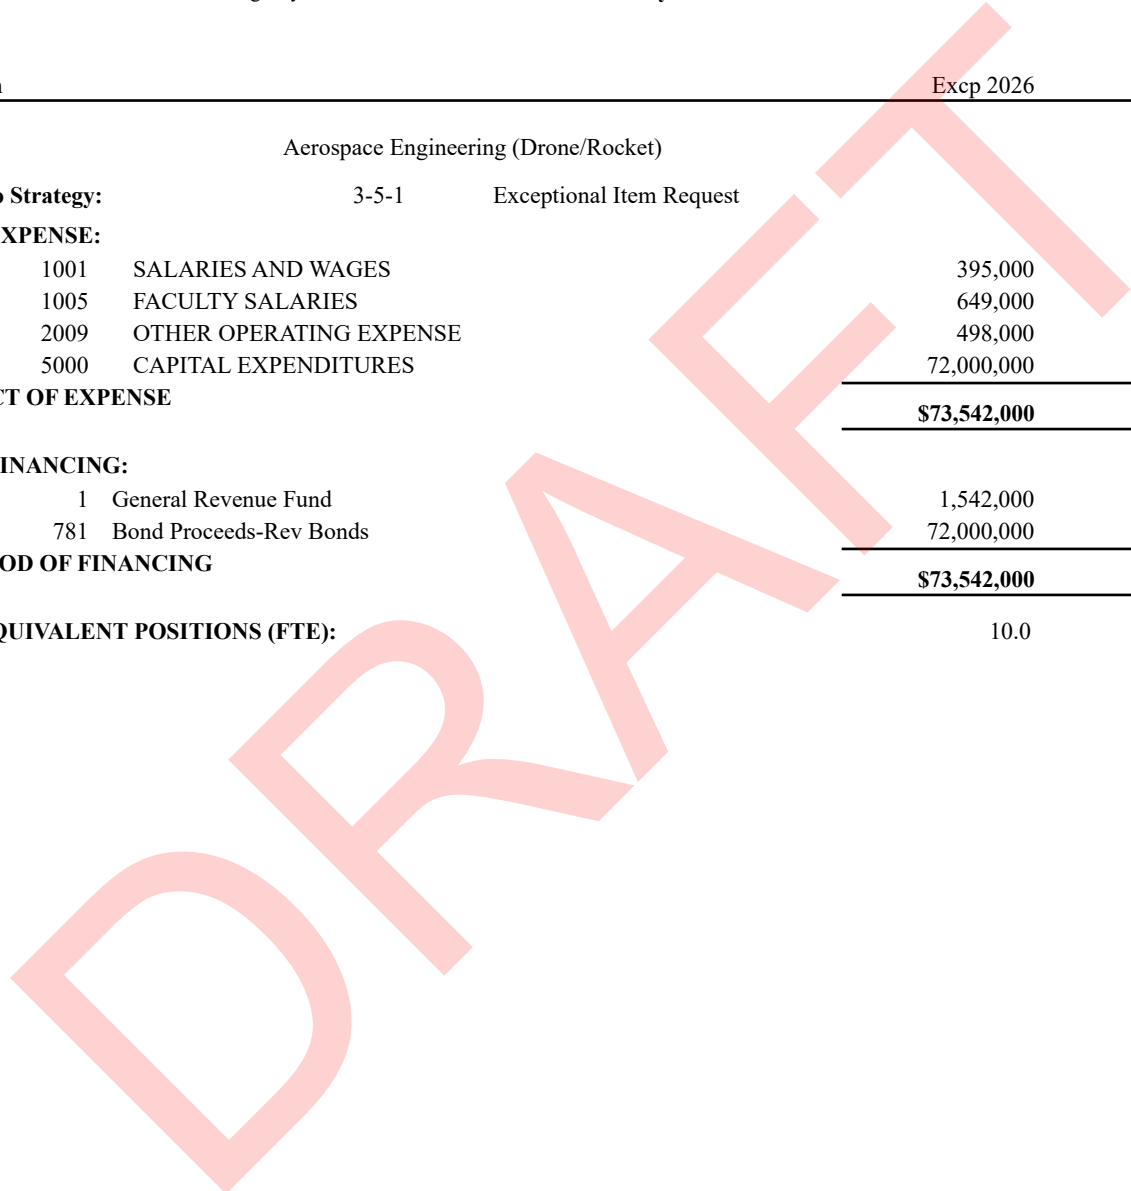 Excp 2026
Aerospace Engineering (Drone/Rocket)
Strategy: 3-5-1 Exceptional Item Request
XPENSE:
1001 SALARIES AND WAGES 395,000
1005 FACULTY SALARIES 649,000
2009 OTHER OPERATING EXPENSE 498,000
5000 CAPITAL EXPENDITURES 72,000,000
CT OF EXPENSE
$73,542,000
INANCING:
1 General Revenue Fund 1,542,000
781 Bond Proceeds-Rev Bonds 72,000,000
OD OF FINANCING
$73,542,000
QUIVALENT POSITIONS (FTE): 10.0
DRAFT